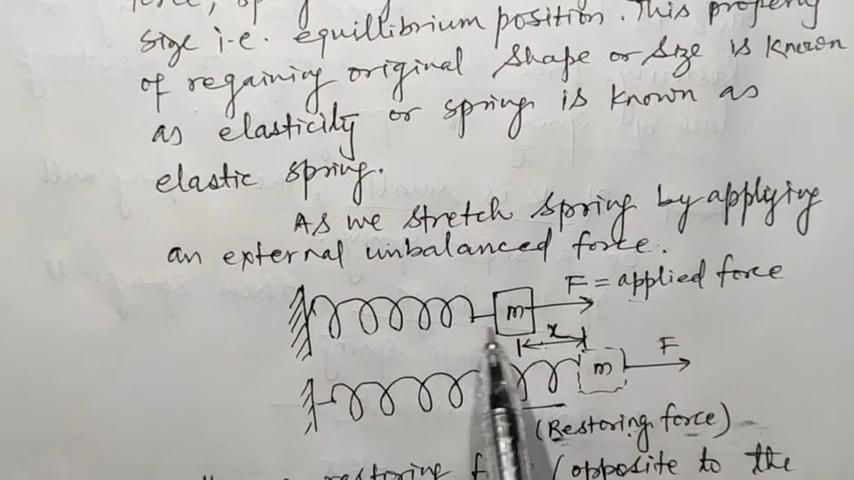 size i.e. equillibrium position. This property
of regaining original shape or size is known
as elasticity or spring is known as
elastic spring.
As we stretch spring by applying
an external unbalanced force.
F = applied force
m
x
F
m
(Restoring force)
restoring f (opposite to the